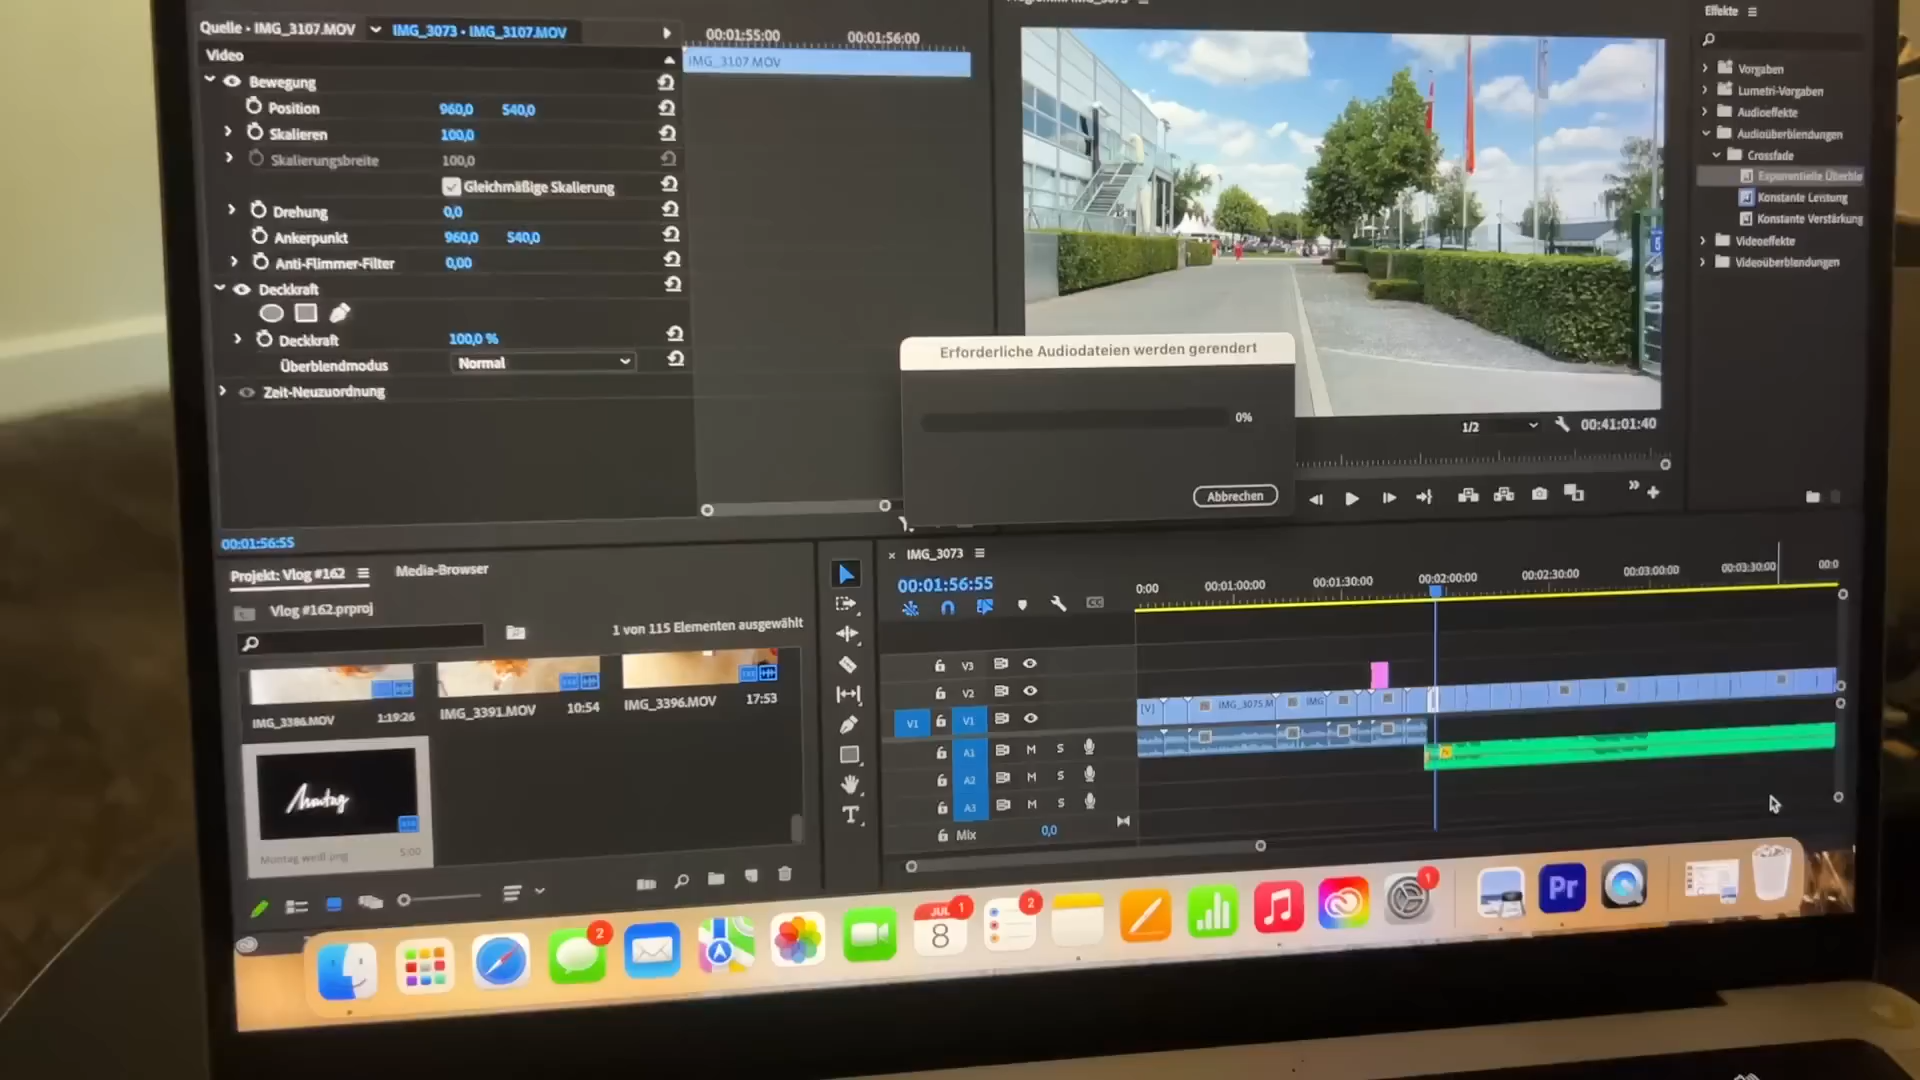 Quelle • IMG_3107.MOV
IMG_3073 • IMG_3107.MOV
00:01:55:00
00:01:56:00
Video
IMG_3107.MOV
Bewegung
Position 960,0 540,0
Skalieren 100,0
Skalierungsbreite 100,0
Gleichmäßige Skalierung
Drehung 0,0
Ankerpunkt 960,0 540,0
Anti-Flimmer-Filter 0,00
Deckkraft
Deckkraft 100,0 %
Überblendmodus Normal
Zeit-Neuzuordnung
00:01:56:55
5
1/2
00:41:01:40
Erforderliche Audiodateien werden gerendert
0%
Abbrechen
Effekte
Vorgaben
Lumetri-Vorgaben
Audioeffekte
Audioüberblendungen
Crossfade
Exponentielle Überble
Konstante Leistung
Konstante Verstärkung
Videoeffekte
Videoüberblendungen
Projekt: Vlog #162
Media-Browser
Vlog #162.prproj
1 von 115 Elementen ausgewählt
IMG_3386.MOV 1:19:26
IMG_3391.MOV 10:54
IMG_3396.MOV 17:53
Montag
Montag weiß.png 5:00
IMG_3073
00:01:56:55
0:00
00:01:00:00
00:01:30:00
00:02:00:00
00:02:30:00
00:03:00:00
00:03:30:00
00:0
V3
V2
V1 V1
[V]
IMG_3075.M
IMG
A1 M S
A2 M S
A3 M S
Mix 0,0
2
JUL
8
1
2
1
Pr